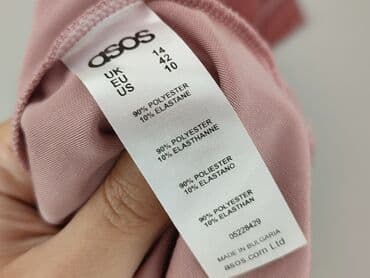 asos
UK 14
EU 42
US 10
90% POLYESTER
10% ELASTANE
90% POLYESTER
10% ELASTHANNE
90% POLIESTER
10% ELASTANO
90% POLYESTER
10% ELASTHAN
05228429
MADE IN BULGARIA
asos.com Ltd